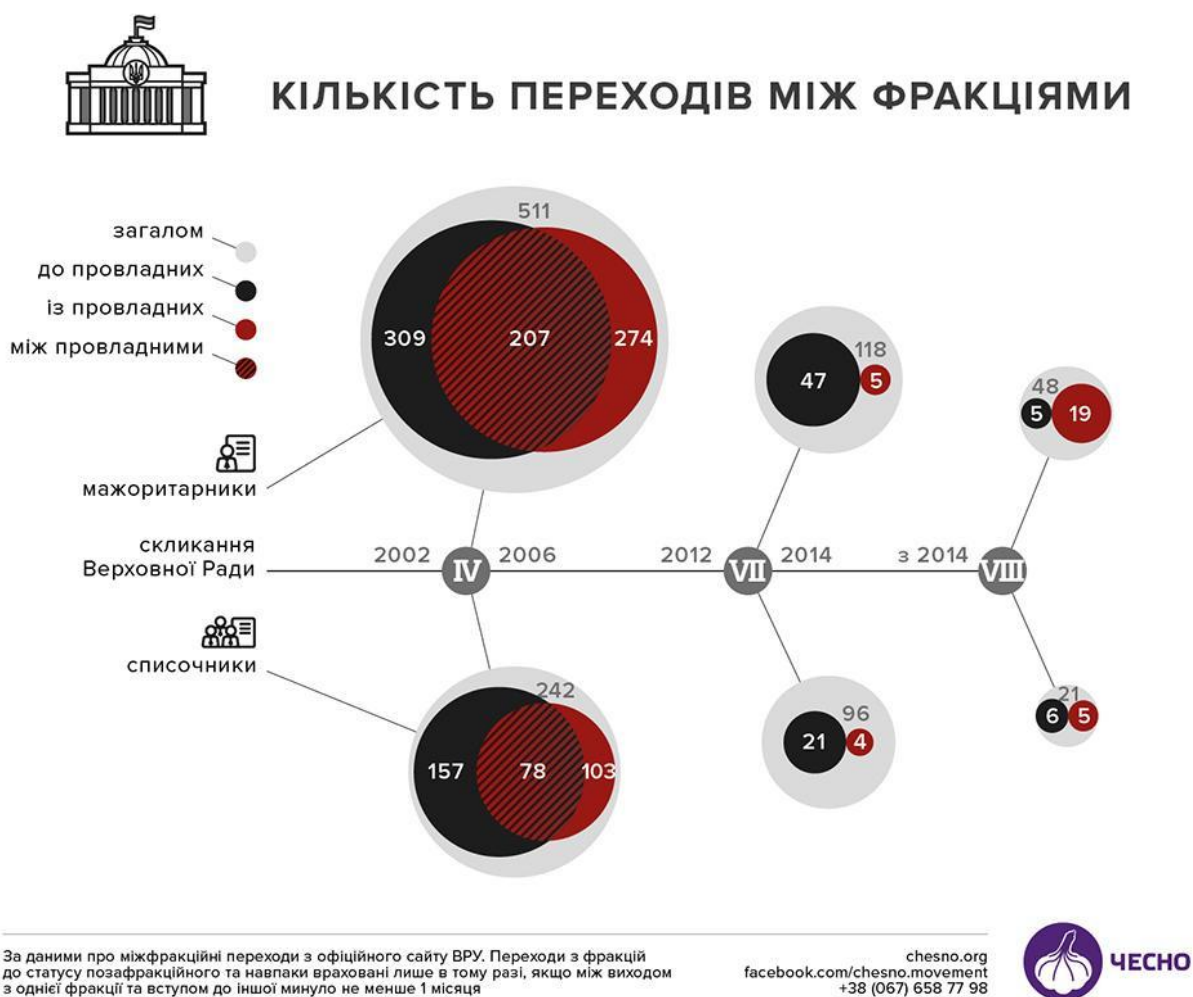 КІЛЬКІСТЬ ПЕРЕХОДІВ МІЖ ФРАКЦІЯМИ
загалом
до провладних
із провладних
між провладними
511
309
207
274
118
47
5
48
5
19
мажоритарники
скликання
Верховної Ради
2002
IV
2006
2012
VII
2014
з 2014
VIII
списочники
242
157
78
103
96
21
4
21
6
5
За даними про міжфракційні переходи з офіційного сайту ВРУ. Переходи з фракцій
до статусу позафракційного та навпаки враховані лише в тому разі, якщо між виходом
з однієї фракції та вступом до іншої минуло не менше 1 місяця
chesno.org
facebook.com/chesno.movement
+38 (067) 658 77 98
ЧЕСНО